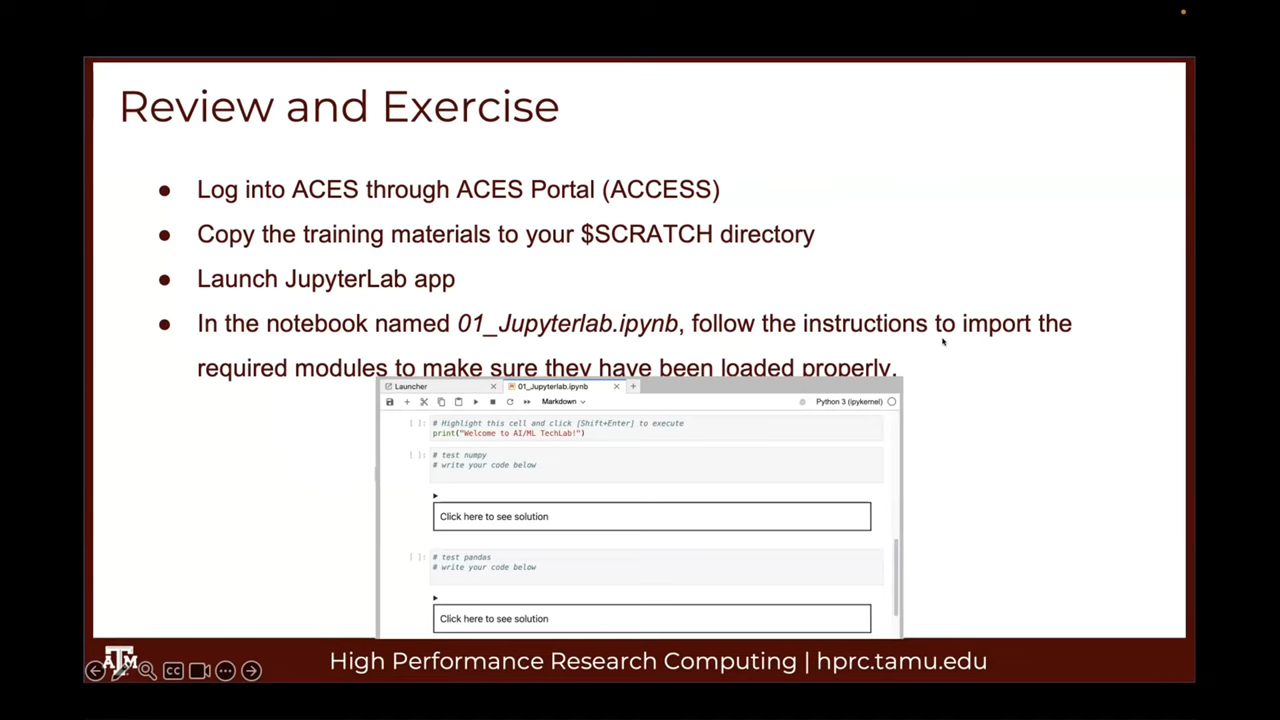 Review and Exercise
● Log into ACES through ACES Portal (ACCESS)
● Copy the training materials to your $SCRATCH directory
● Launch JupyterLab app
● In the notebook named 01_Jupyterlab.ipynb, follow the instructions to import the
required modules to make sure they have been loaded properly.
Launcher
01_Jupyterlab.ipynb
Markdown
Python 3 (ipykernel)
[ ]: # Highlight this cell and click [Shift+Enter] to execute
print("Welcome to AI/ML TechLab!")
[ ]: # test numpy
# write your code below
Click here to see solution
[ ]: # test pandas
# write your code below
Click here to see solution
ATM
CC
High Performance Research Computing | hprc.tamu.edu